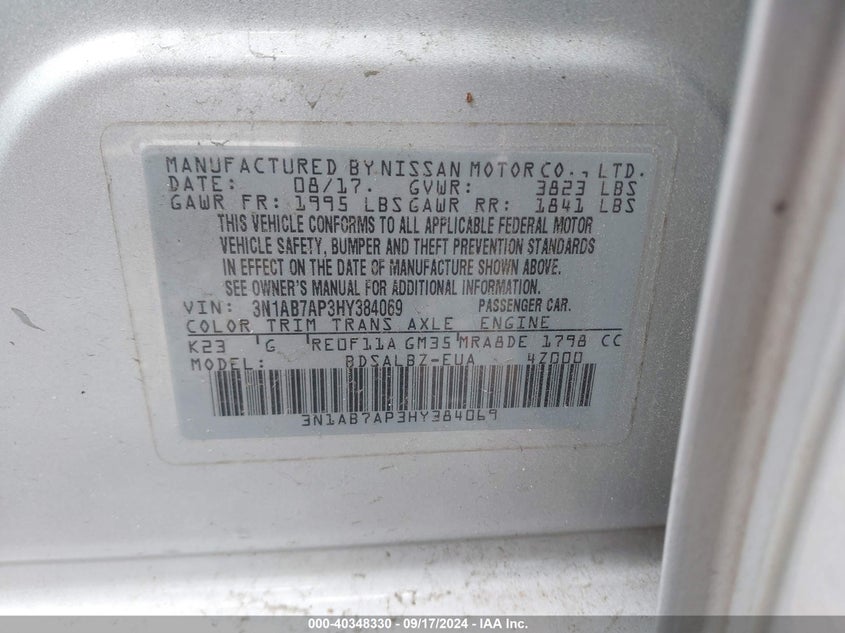 MANUFACTURED BY NISSAN MOTOR CO., LTD.
DATE: 08/17. GVWR: 3823 LBS
GAWR FR: 1995 LBS GAWR RR: 1841 LBS
THIS VEHICLE CONFORMS TO ALL APPLICABLE FEDERAL MOTOR
VEHICLE SAFETY, BUMPER AND THEFT PREVENTION STANDARDS
IN EFFECT ON THE DATE OF MANUFACTURE SHOWN ABOVE.
SEE OWNER'S MANUAL FOR ADDITIONAL INFORMATION.
VIN: 3N1AB7AP3HY384069 PASSENGER CAR.
COLOR TRIM TRANS AXLE ENGINE
K23 'G 'RE0F11A GM35'MRA8DE 1798 CC
MODEL: BDSALBZ-EUA 4Z000
3N1AB7AP3HY384069
000-40348330 - 09/17/2024 - IAA Inc.